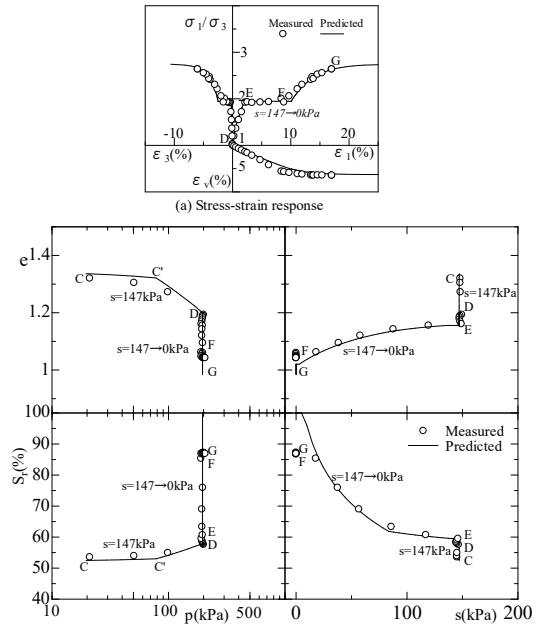 σ1/σ3
Measured Predicted
3
G
E F
2
s=147→0kPa
-10 10 20
D 1
ε3(%) ε1(%)
5
εv(%)
(a) Stress-strain response
e
1.4
C C' C
s=147kPa s=147kPa
D D
1.2
E
s=147→0kPa F F s=147→0kPa
1 G G
100
Sr(%)
90
G G Measured
F F Predicted
80
s=147→0kPa s=147→0kPa
70
60 E E
D D
s=147kPa s=147kPa
50 C C' C
40
10 100 500 0 100 200
p(kPa) s(kPa)